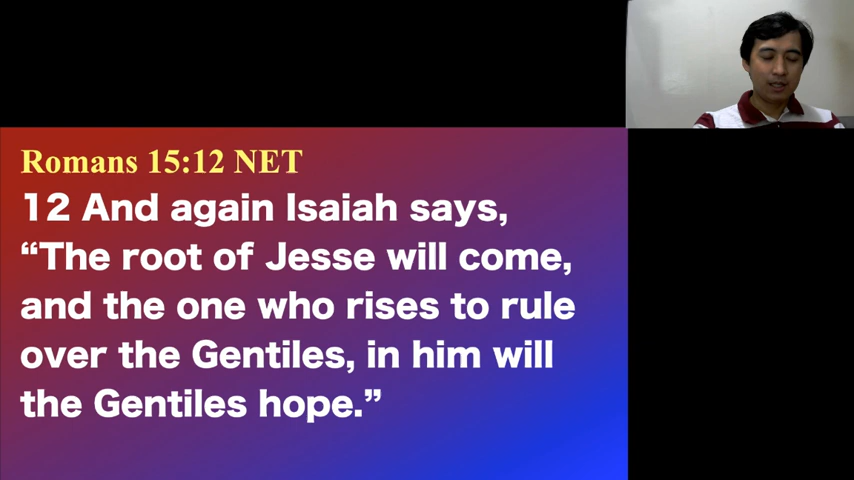 Romans 15:12 NET
12 And again Isaiah says,
“The root of Jesse will come,
and the one who rises to rule
over the Gentiles, in him will
the Gentiles hope.”